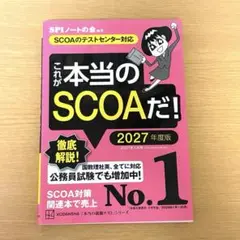 SPIノートの会 編著
SCOAのテストセンター対応
これが
本当の
SCOAだ!
2027年度版
徹底
解説!
国数理社英、全てに対応
公務員試験でも増加中!
SCOA対策
関連本で売上
No.1
KODANSHA